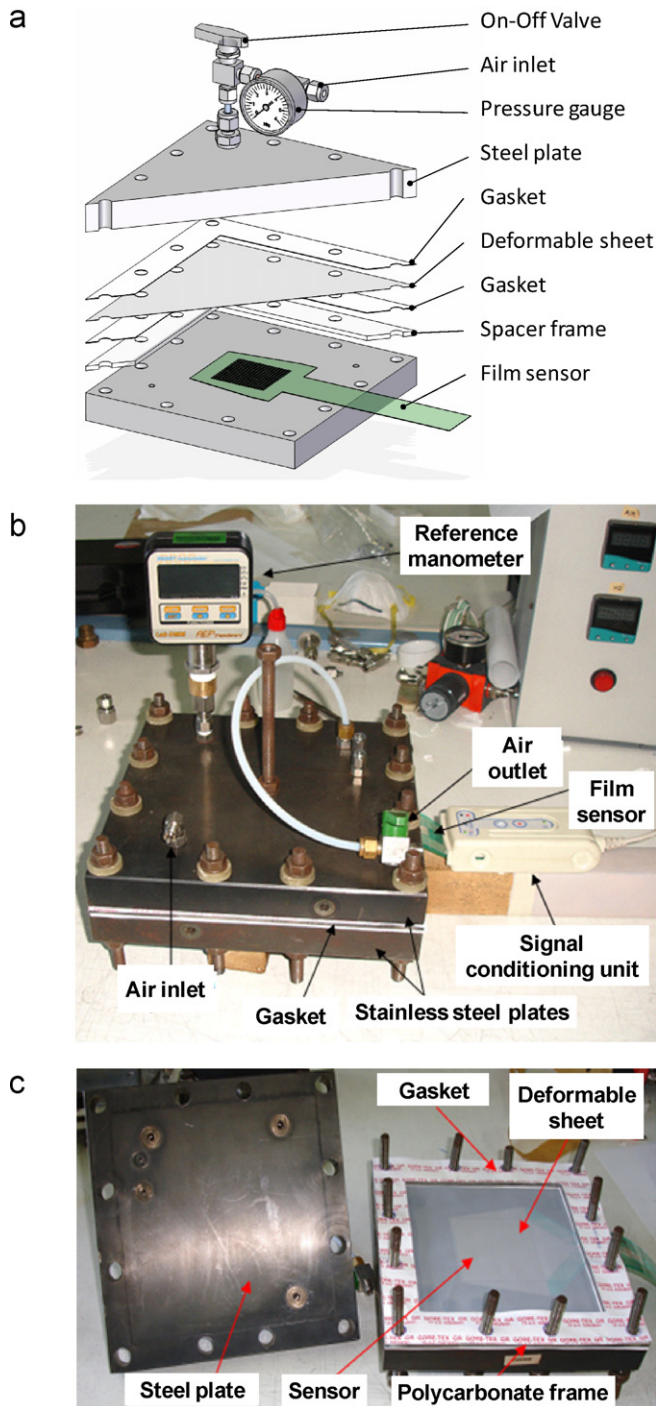 a
On-Off Valve
Air inlet
Pressure gauge
Steel plate
Gasket
Deformable sheet
Gasket
Spacer frame
Film sensor
b
Reference
manometer
Air
outlet
Film
sensor
Signal
conditioning unit
Air inlet
Gasket
Stainless steel plates
c
Gasket
Deformable
sheet
GORE-TEX
Steel plate
Sensor
Polycarbonate frame